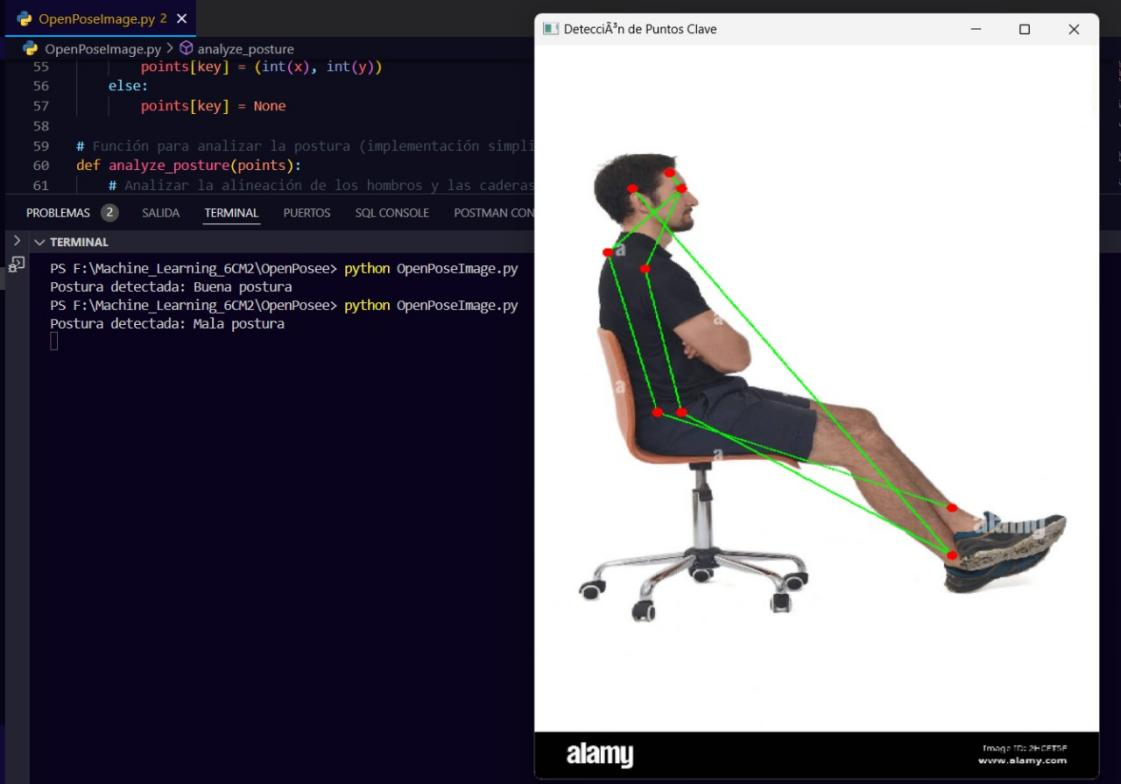 OpenPoseImage.py 2
OpenPoseImage.py > analyze_posture
55 points[key] = (int(x), int(y))
56 else:
57 points[key] = None
58
59 # Función para analizar la postura (implementación simpli
60 def analyze_posture(points):
61 # Analizar la alineación de los hombros y las caderas
PROBLEMAS 2 SALIDA TERMINAL PUERTOS SQL CONSOLE POSTMAN CON
TERMINAL
PS F:\Machine_Learning_6CM2\OpenPosee> python OpenPoseImage.py
Postura detectada: Buena postura
PS F:\Machine_Learning_6CM2\OpenPosee> python OpenPoseImage.py
Postura detectada: Mala postura
DetecciÃ³n de Puntos Clave
a
a
a
a
alamy
alamy
Image ID: 2HCET5F
www.alamy.com